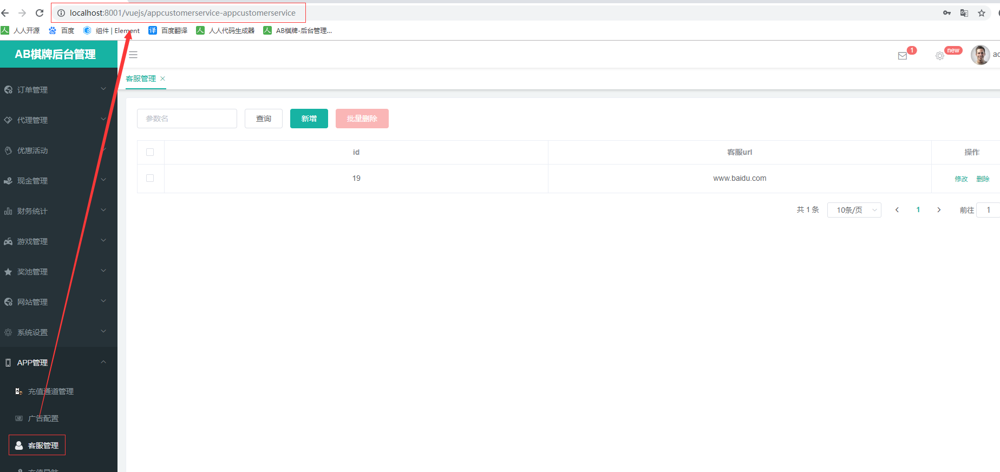 localhost:8001/vuejs/appcustomerservice-appcustomerservice
人人开源 百度 组件 | Element 百度翻译 人人代码生成器 AB棋牌-后台管理...
AB棋牌后台管理
1
new
客服管理
订单管理
代理管理
优惠活动
现金管理
财务统计
游戏管理
奖池管理
网站管理
系统设置
APP管理
充值通道管理
广告配置
客服管理
参数名 查询 新增 批量删除
id 客服url 操作
19 www.baidu.com 修改 删除
共 1 条 10条/页 1 前往 1